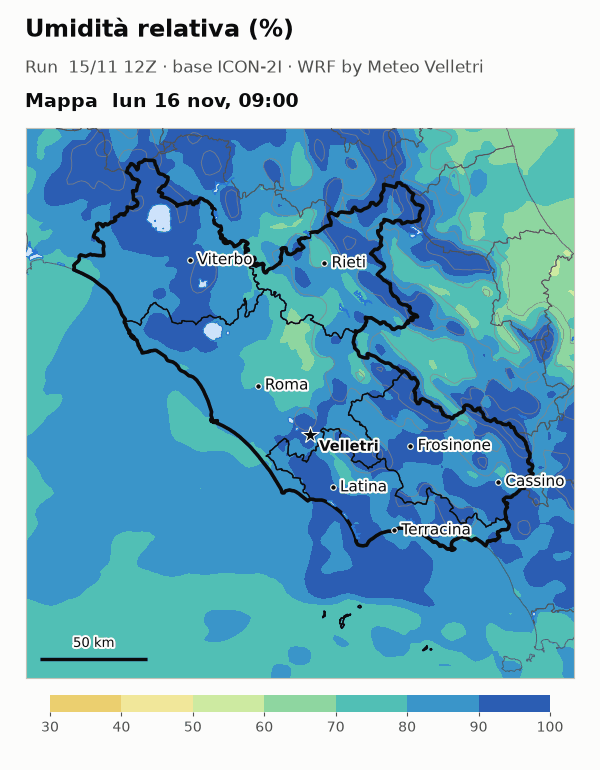 Umidità relativa (%)
Run  15/11 12Z · base ICON-2I · WRF by Meteo Velletri
Mappa  lun 16 nov, 09:00
Viterbo
Rieti
Roma
Velletri
Frosinone
Latina
Cassino
Terracina
50 km
30 40 50 60 70 80 90 100